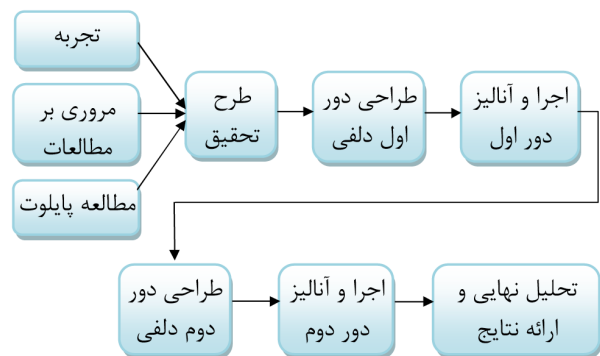 تجربه
مروری بر
مطالعات
مطالعه پایلوت
طرح
تحقیق
طراحی دور
اول دلفی
اجرا و آنالیز
دور اول
طراحی دور
دوم دلفی
اجرا و آنالیز
دور دوم
تحلیل نهایی و
ارائه نتایج